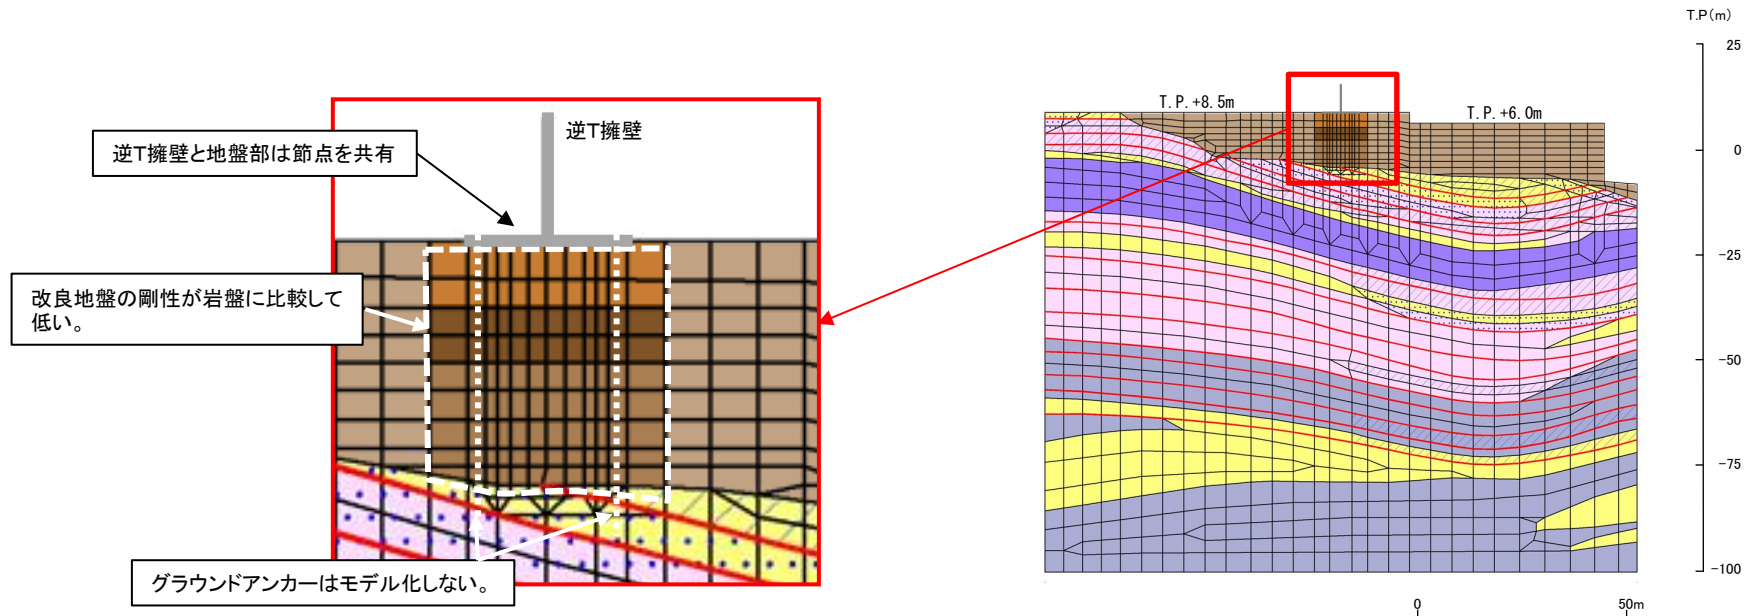 逆T擁壁と地盤部は節点を共有
逆T擁壁
改良地盤の剛性が岩盤に比較して
低い。
グラウンドアンカーはモデル化しない。
T.P.+8.5m
T.P.+6.0m
T.P(m)
25
0
-25
-50
-75
-100
0
50m